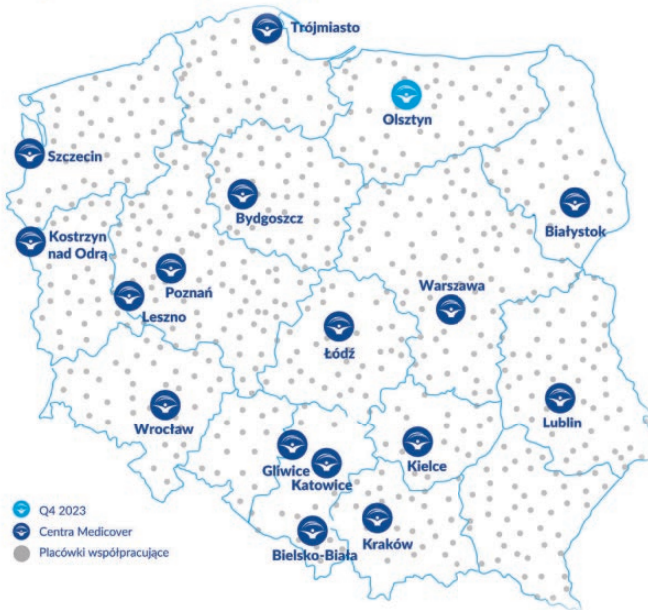 Trójmiasto
Olsztyn
Szczecin
Bydgoszcz
Białystok
Kostrzyn
nad Odrą
Poznań
Leszno
Warszawa
Łódź
Wrocław
Lublin
Gliwice
Katowice
Kielce
Kraków
Bielsko-Biała
Q4 2023
Centra Medicover
Placówki współpracujące